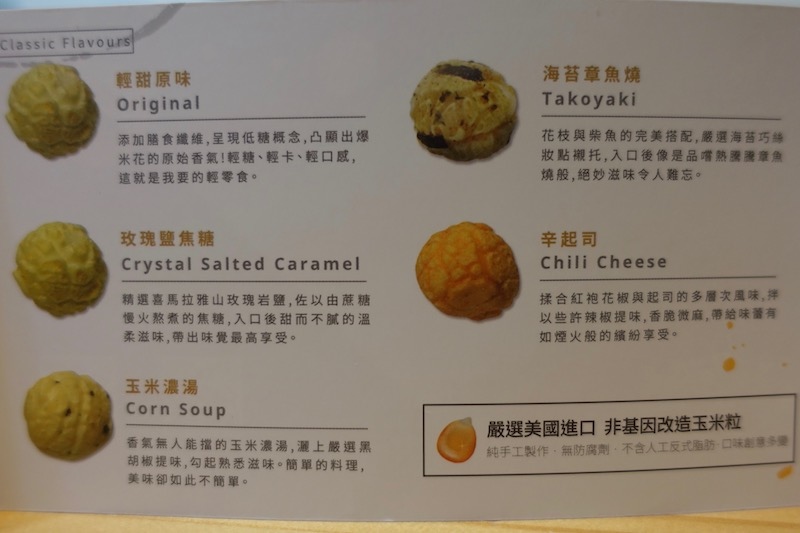 Classic Flavours
輕甜原味
Original
添加膳食纖維,呈現低糖概念,凸顯出爆
米花的原始香氣!輕糖、輕卡、輕口感,
這就是我要的輕零食。
玫瑰鹽焦糖
Crystal Salted Caramel
精選喜馬拉雅山玫瑰岩鹽,佐以由蔗糖
慢火熬煮的焦糖,入口後甜而不膩的溫
柔滋味,帶出味覺最高享受。
玉米濃湯
Corn Soup
香氣無人能擋的玉米濃湯,灑上嚴選黑
胡椒提味,勾起熟悉滋味。簡單的料理,
美味卻如此不簡單。
海苔章魚燒
Takoyaki
花枝與柴魚的完美搭配,嚴選海苔巧絲
妝點襯托,入口後像是品嚐熱騰騰章魚
燒般,絕妙滋味令人難忘。
辛起司
Chili Cheese
揉合紅袍花椒與起司的多層次風味,拌
以些許辣椒提味,香脆微麻,帶給味蕾有
如煙火般的繽紛享受。
嚴選美國進口 非基因改造玉米粒
純手工製作．無防腐劑．不含人工反式脂肪．口味創意多變